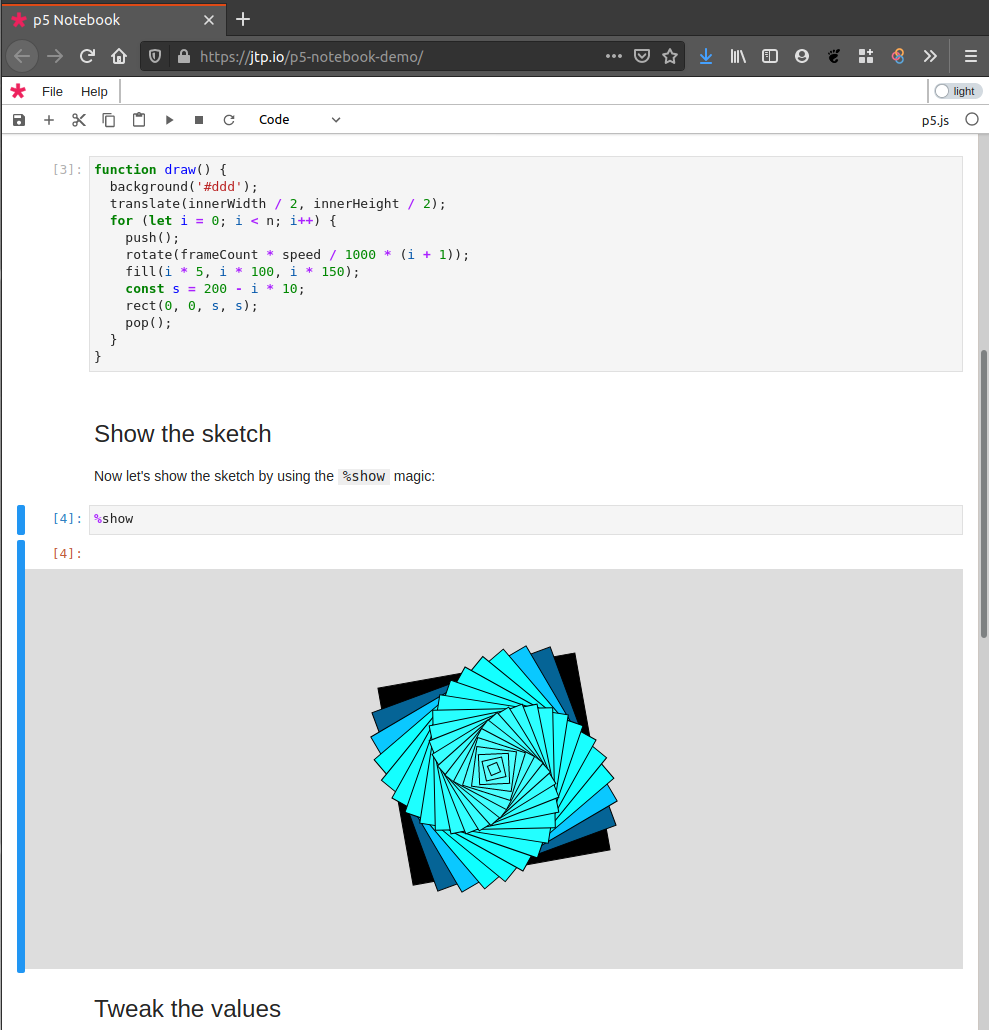 p5 Notebook
https://jtp.io/p5-notebook-demo/
File Help light
Code p5.js
[3]: function draw() {
  background('#ddd');
  translate(innerWidth / 2, innerHeight / 2);
  for (let i = 0; i < n; i++) {
    push();
    rotate(frameCount * speed / 1000 * (i + 1));
    fill(i * 5, i * 100, i * 150);
    const s = 200 - i * 10;
    rect(0, 0, s, s);
    pop();
  }
}
Show the sketch
Now let's show the sketch by using the %show magic:
[4]: %show
[4]:
Tweak the values